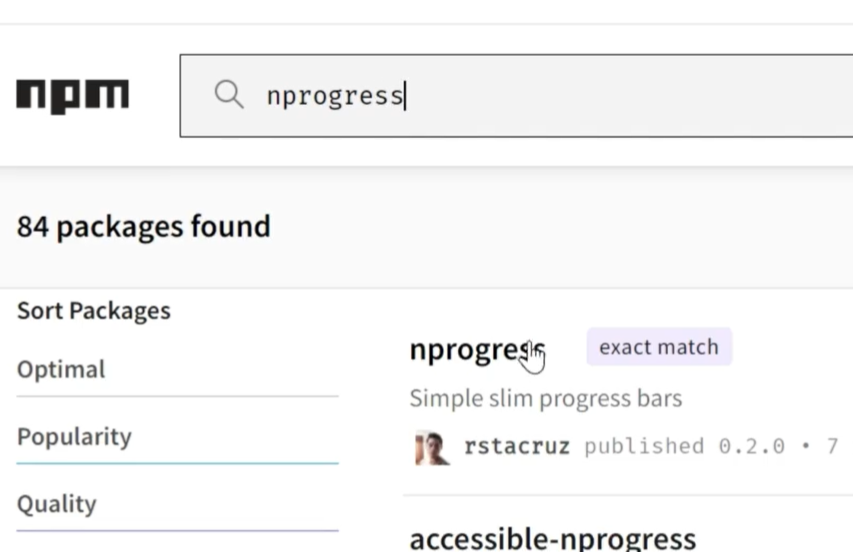 npm
nprogress
84 packages found
Sort Packages
Optimal
Popularity
Quality
nprogress
exact match
Simple slim progress bars
rstacruz published 0.2.0 • 7
accessible-nprogress